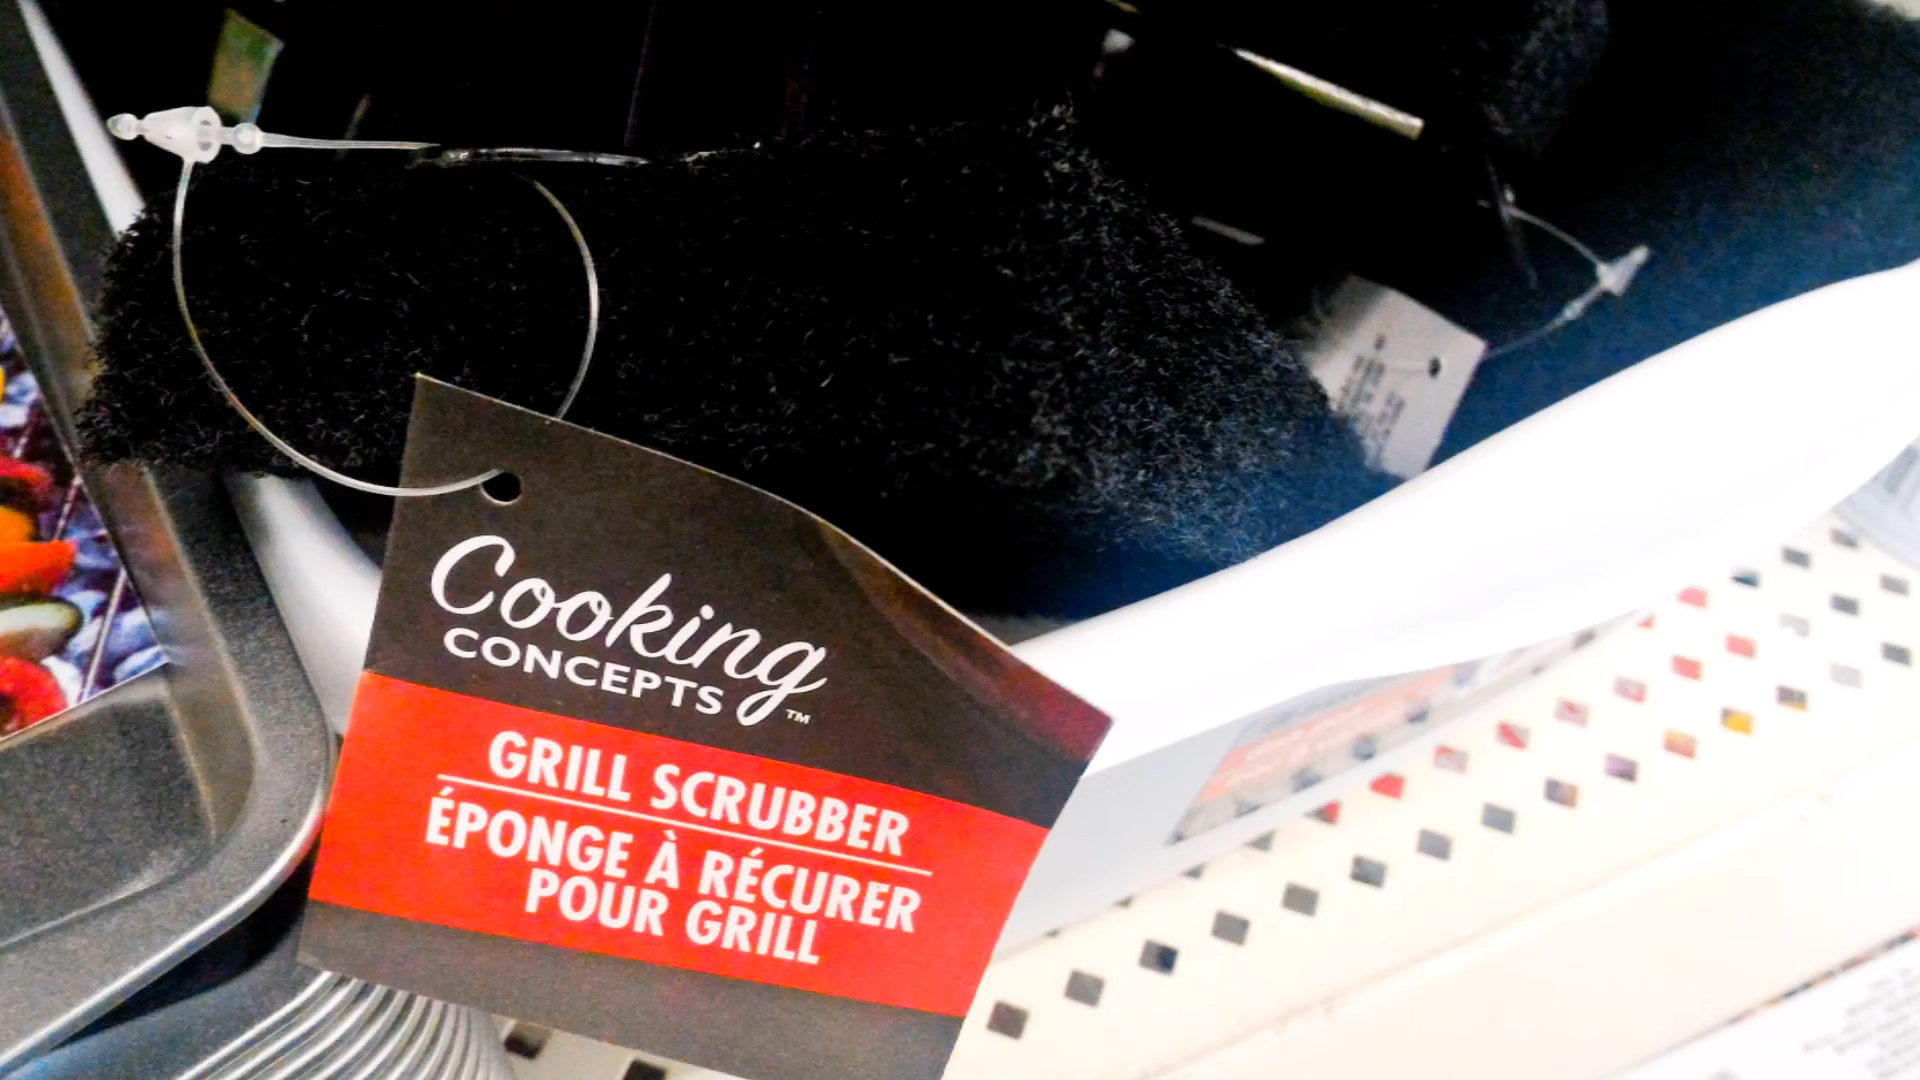 Cooking
CONCEPTS™
GRILL SCRUBBER
ÉPONGE À RÉCURER
POUR GRILL